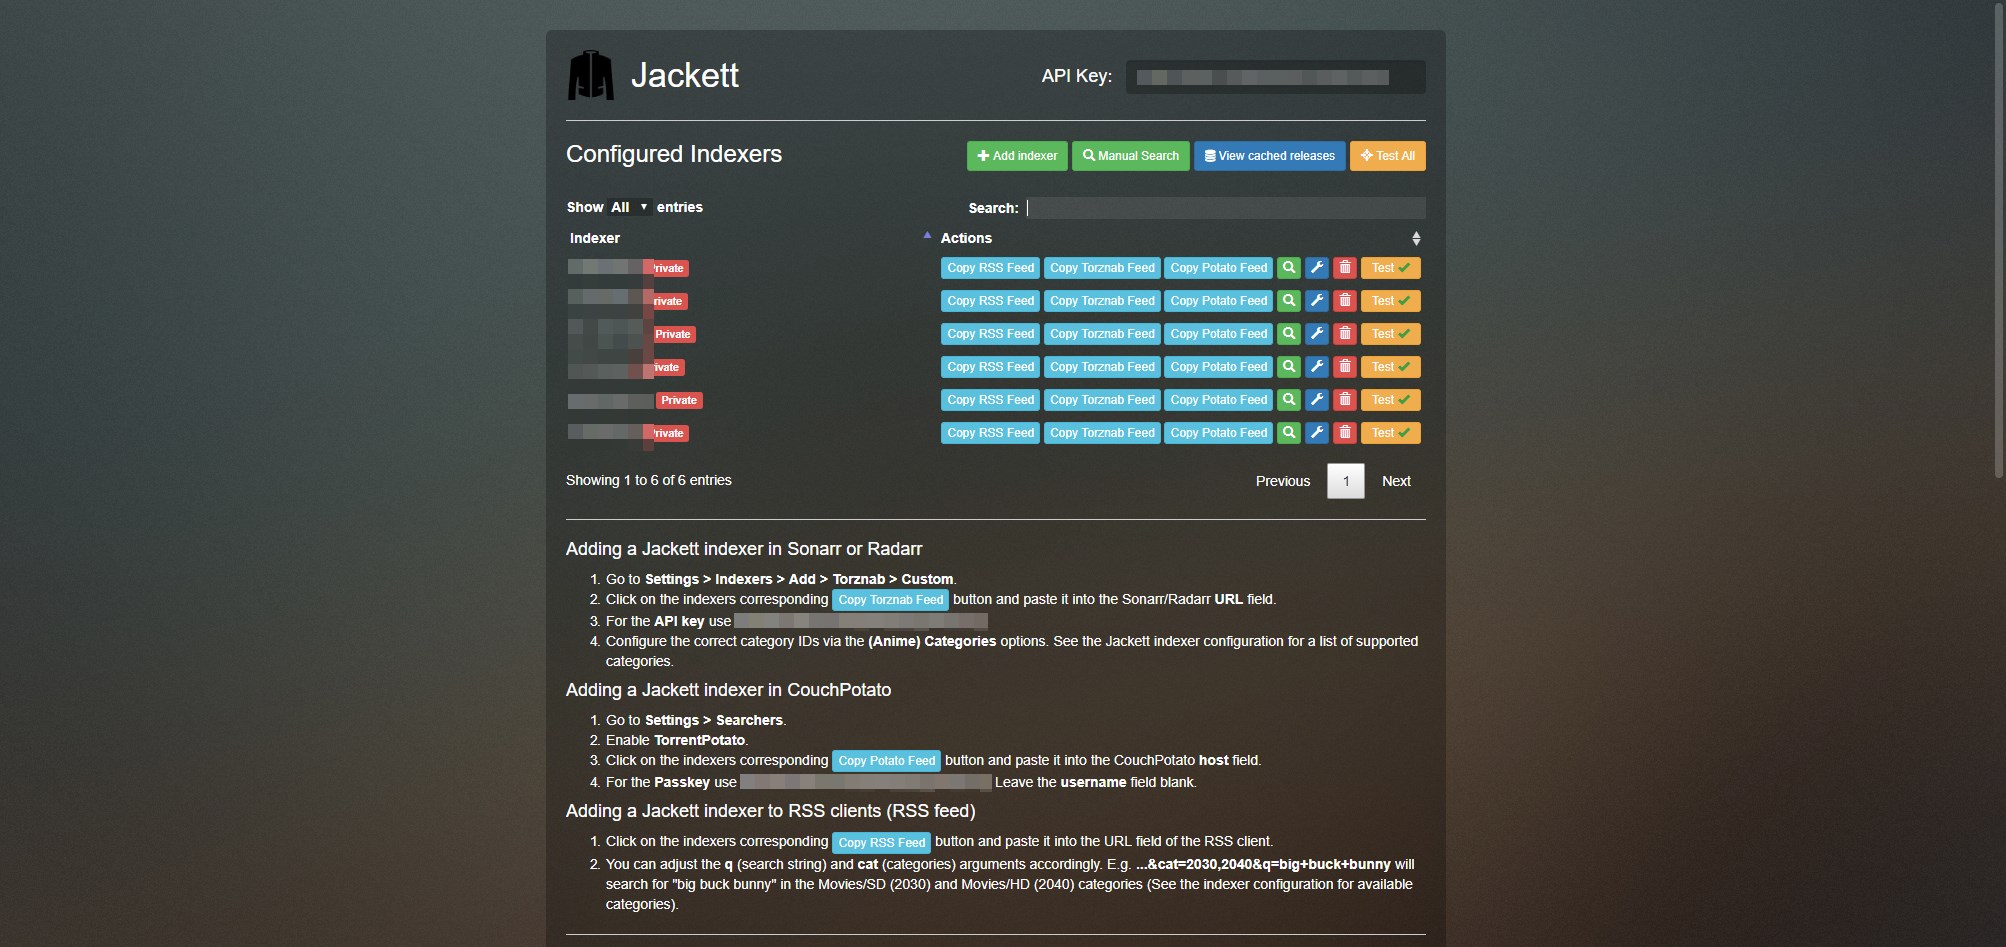 Jackett
API Key:
Configured Indexers
Add indexer
Manual Search
View cached releases
Test All
Show All entries
Search:
Indexer
Actions
Private Copy RSS Feed Copy Torznab Feed Copy Potato Feed Test
Private Copy RSS Feed Copy Torznab Feed Copy Potato Feed Test
Private Copy RSS Feed Copy Torznab Feed Copy Potato Feed Test
Private Copy RSS Feed Copy Torznab Feed Copy Potato Feed Test
Private Copy RSS Feed Copy Torznab Feed Copy Potato Feed Test
Private Copy RSS Feed Copy Torznab Feed Copy Potato Feed Test
Showing 1 to 6 of 6 entries
Previous 1 Next
Adding a Jackett indexer in Sonarr or Radarr
1. Go to Settings > Indexers > Add > Torznab > Custom.
2. Click on the indexers corresponding Copy Torznab Feed button and paste it into the Sonarr/Radarr URL field.
3. For the API key use
4. Configure the correct category IDs via the (Anime) Categories options. See the Jackett indexer configuration for a list of supported
categories.
Adding a Jackett indexer in CouchPotato
1. Go to Settings > Searchers.
2. Enable TorrentPotato.
3. Click on the indexers corresponding Copy Potato Feed button and paste it into the CouchPotato host field.
4. For the Passkey use Leave the username field blank.
Adding a Jackett indexer to RSS clients (RSS feed)
1. Click on the indexers corresponding Copy RSS Feed button and paste it into the URL field of the RSS client.
2. You can adjust the q (search string) and cat (categories) arguments accordingly. E.g. ...&cat=2030,2040&q=big+buck+bunny will
search for "big buck bunny" in the Movies/SD (2030) and Movies/HD (2040) categories (See the indexer configuration for available
categories).